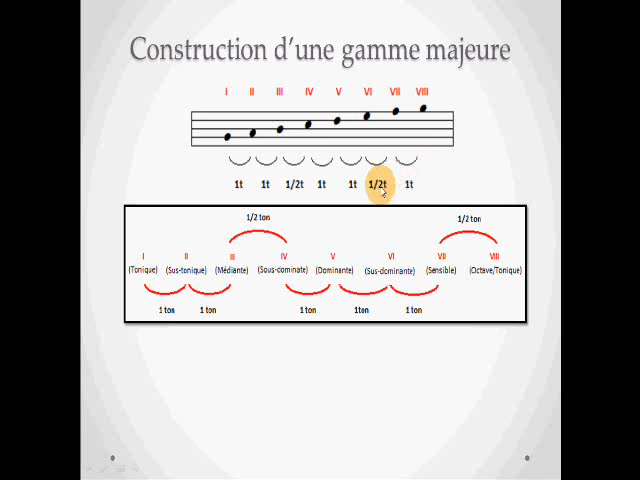 Construction d'une gamme majeure
I II III IV V VI VII VIII
1t 1t 1/2t 1t 1t 1/2t 1t
1/2 ton 1/2 ton
I II III IV V VI VII VIII
(Tonique) (Sus-tonique) (Médiante) (Sous-dominate) (Dominante) (Sus-dominante) (Sensible) (Octave/Tonique)
1 ton 1 ton 1 ton 1ton 1 ton